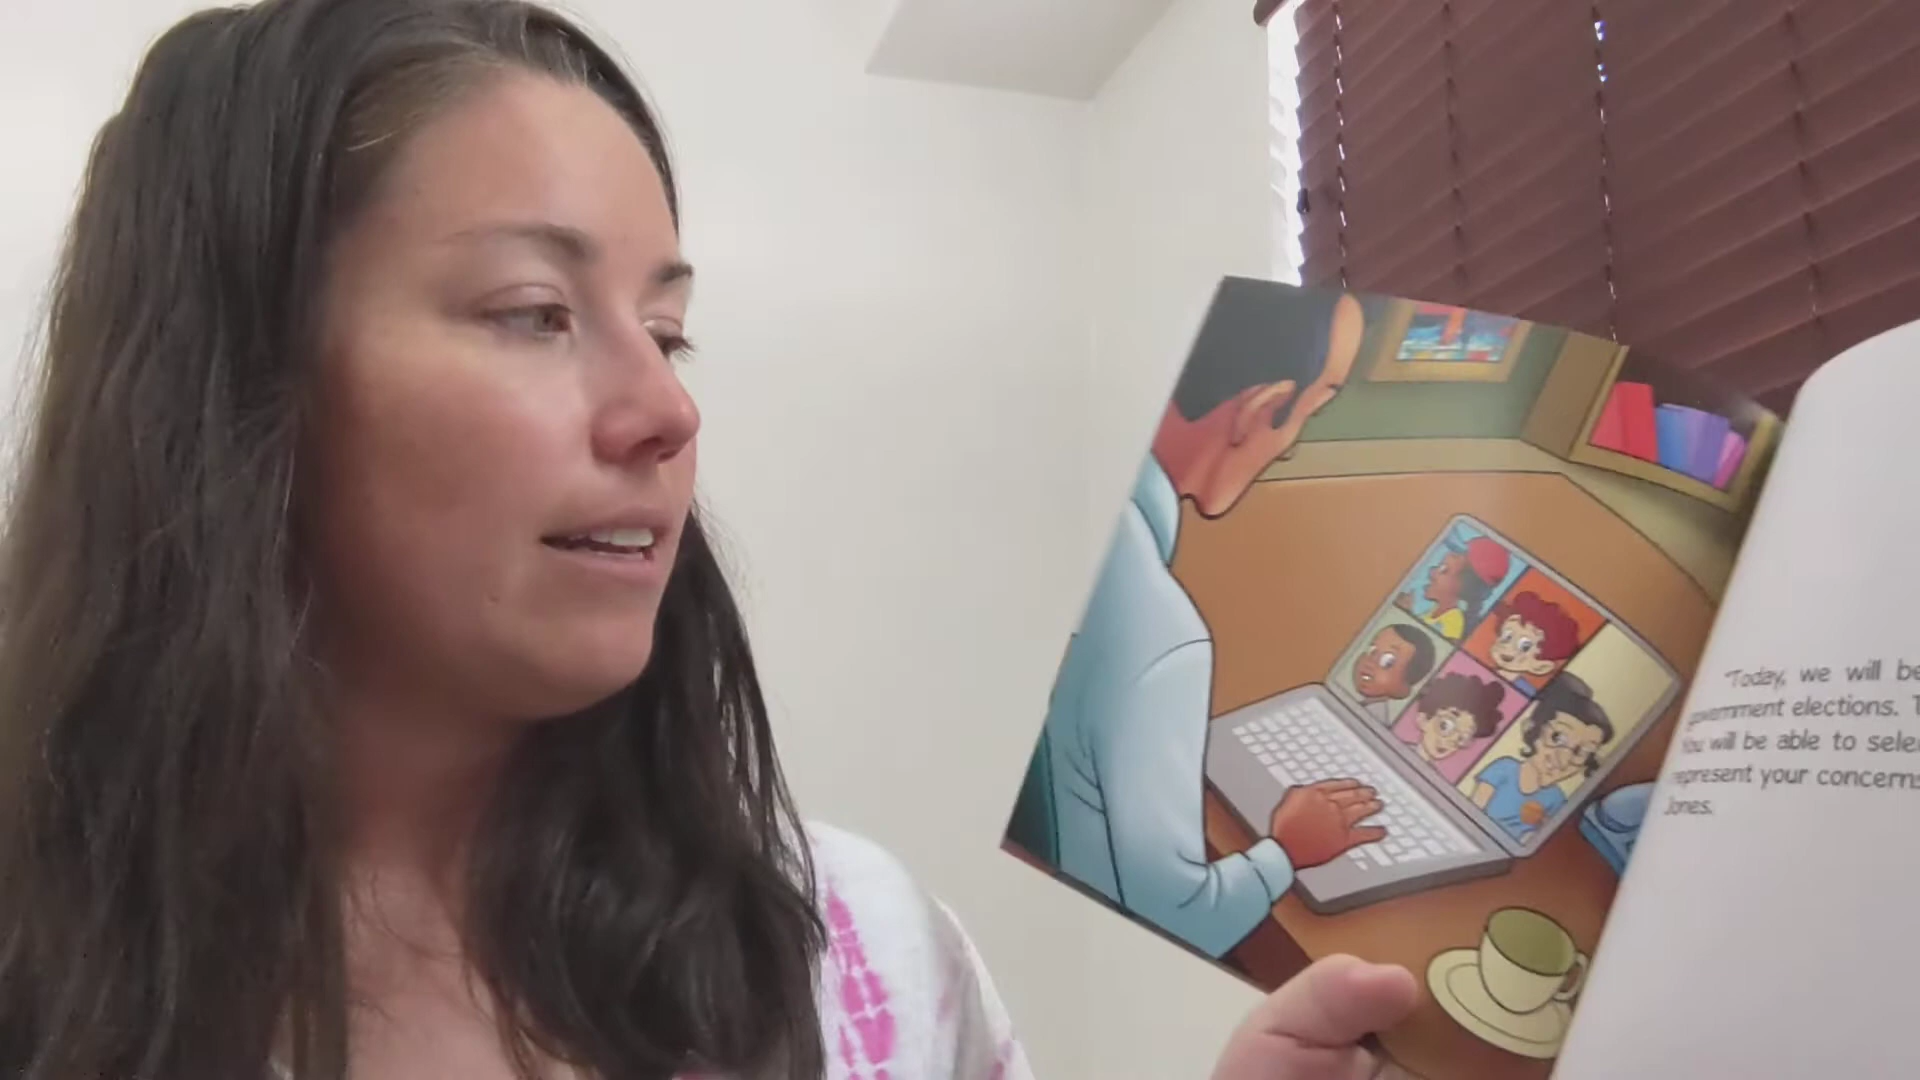 "Today, we will be
government elections. T
You will be able to sele
represent your concerns
Jones.